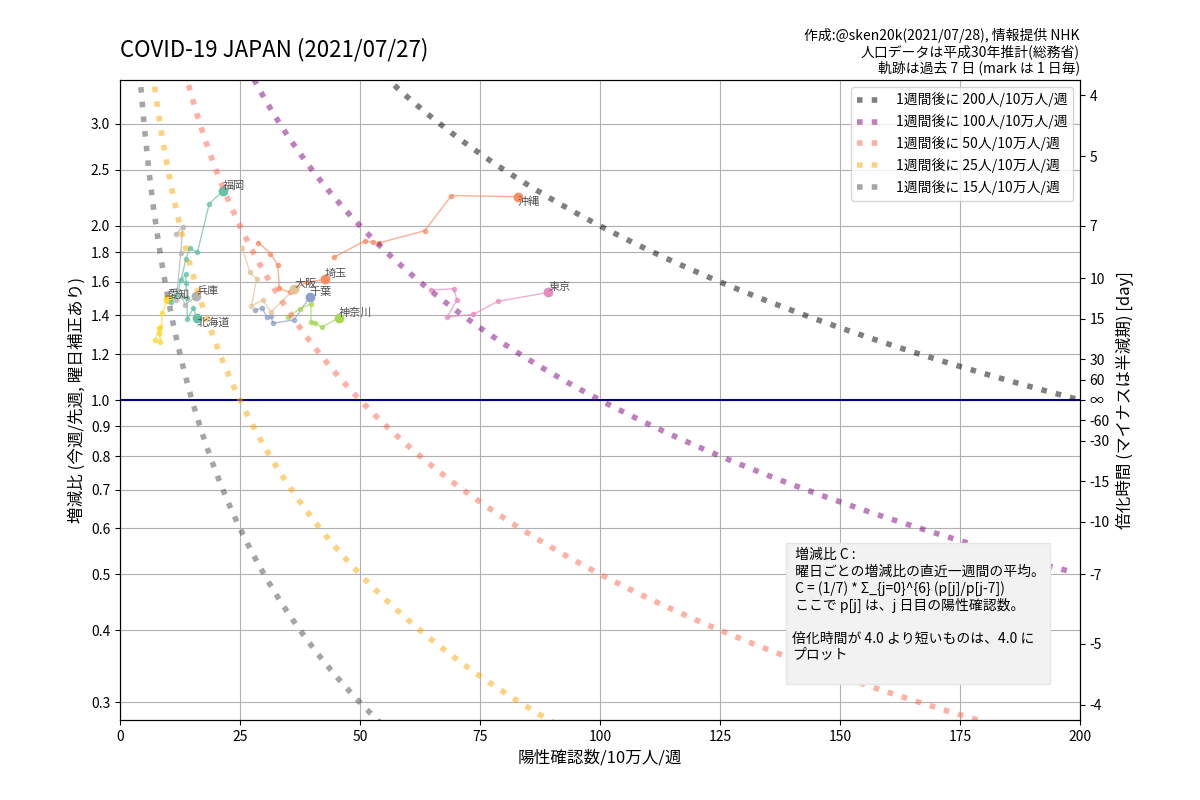 COVID-19 JAPAN (2021/07/27)
作成:@sken20k(2021/07/28), 情報提供 NHK
人口データは平成30年推計(総務省)
軌跡は過去 7 日 (mark は 1 日毎)
1週間後に 200人/10万人/週
1週間後に 100人/10万人/週
1週間後に 50人/10万人/週
1週間後に 25人/10万人/週
1週間後に 15人/10万人/週
増減比 (今週/先週, 曜日補正あり)
3.0
2.5
2.0
1.8
1.6
1.4
1.2
1.0
0.9
0.8
0.7
0.6
0.5
0.4
0.3
福岡
沖縄
埼玉
大阪
千葉
東京
愛知
兵庫
北海道
神奈川
4
5
7
10
15
30
60
∞
-60
-30
-15
-10
-7
-5
-4
倍化時間 (マイナスは半減期) [day]
増減比 C :
曜日ごとの増減比の直近一週間の平均。
C = (1/7) * Σ_{j=0}^{6} (p[j]/p[j-7])
ここで p[j] は、j 日目の陽性確認数。
倍化時間が 4.0 より短いものは、4.0 に
プロット
0
25
50
75
100
125
150
175
200
陽性確認数/10万人/週